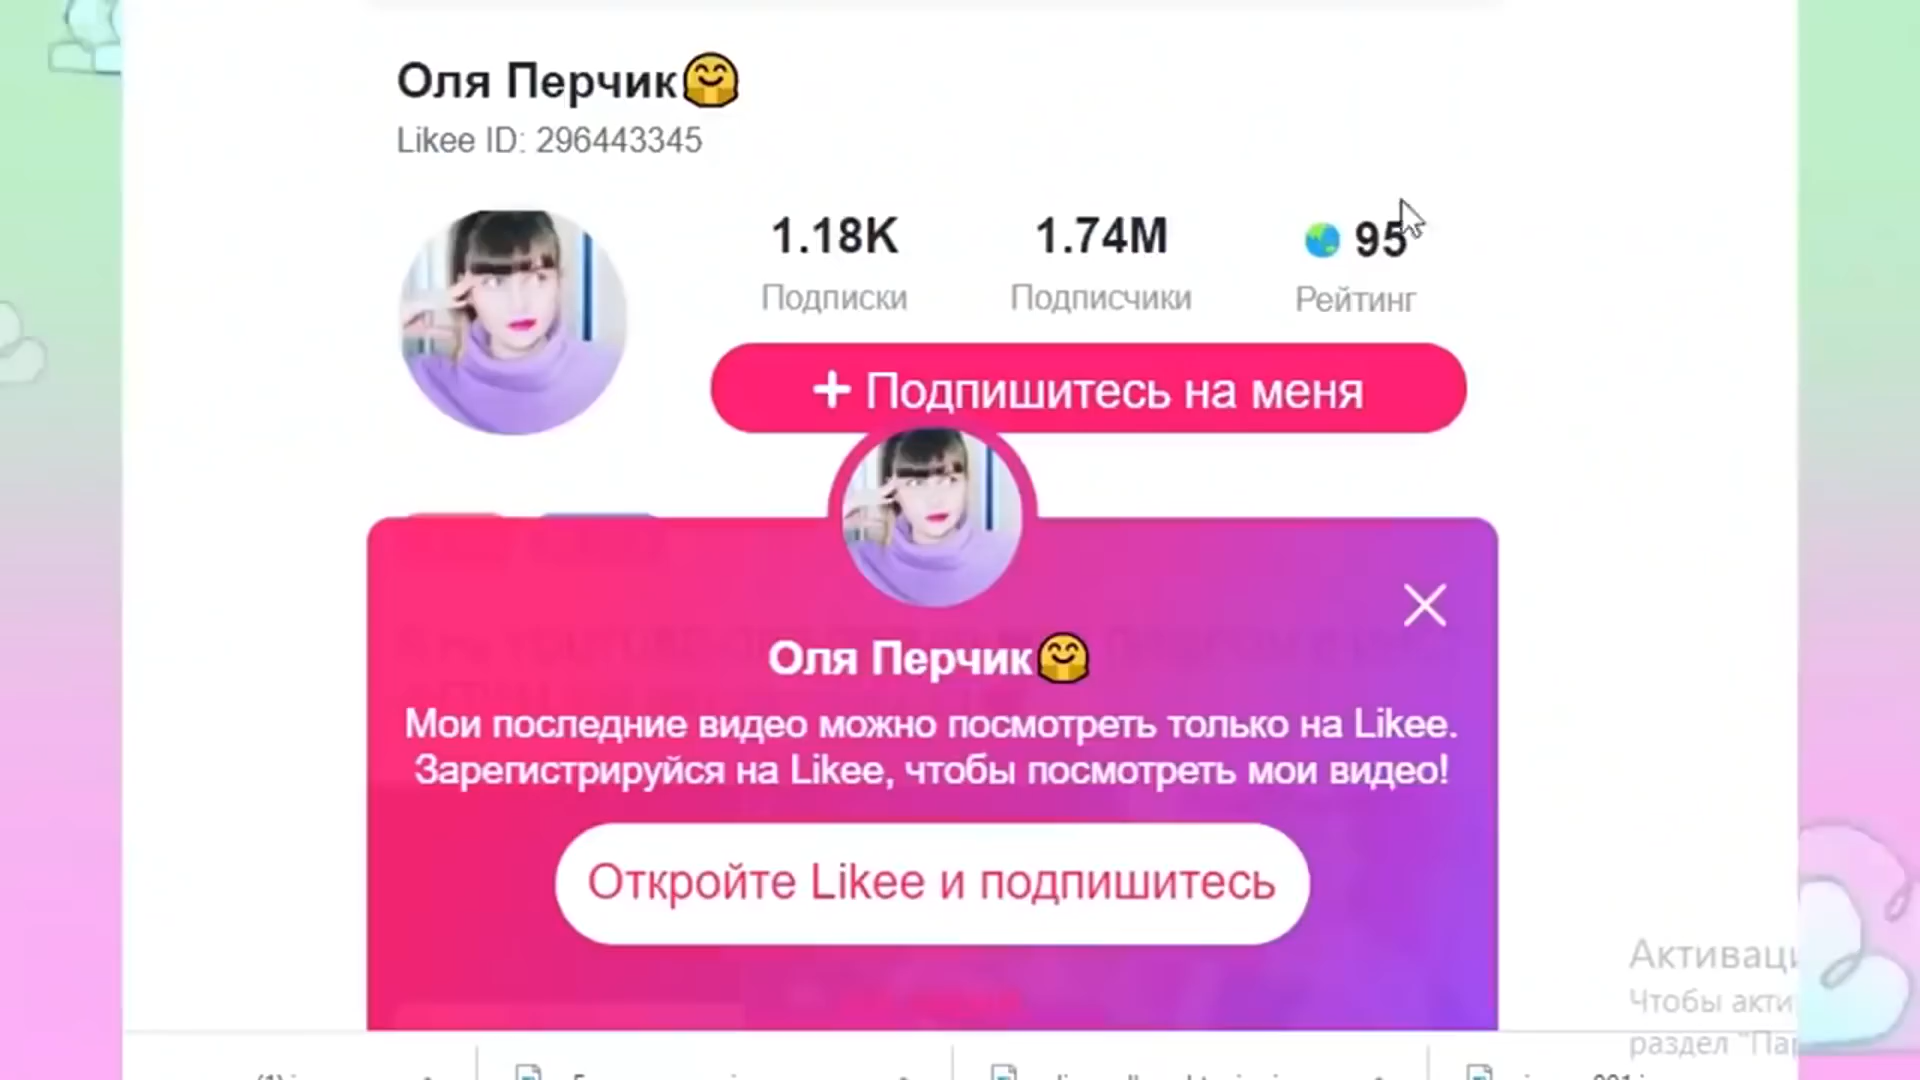 Оля Перчик🤗
Likee ID: 296443345
1.18K
1.74M
95
Подписки
Подписчики
Рейтинг
+ Подпишитесь на меня
Оля Перчик🤗
Мои последние видео можно посмотреть только на Likee.
Зарегистрируйся на Likee, чтобы посмотреть мои видео!
Откройте Likee и подпишитесь
Активаци
Чтобы акти
раздел "Пар